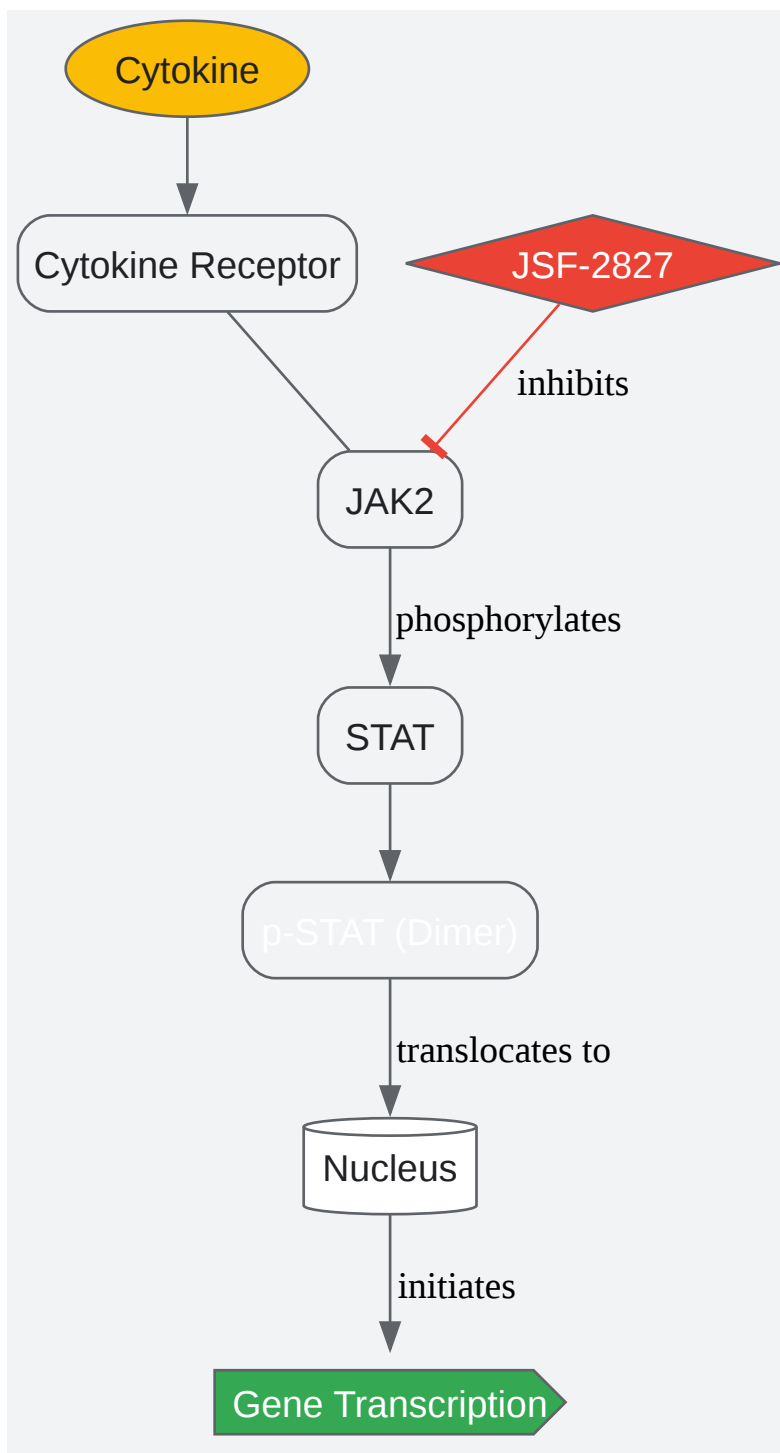 Cytokine
Cytokine Receptor
JSF-2827
inhibits
JAK2
phosphorylates
STAT
p-STAT (Dimer)
translocates to
Nucleus
initiates
Gene Transcription